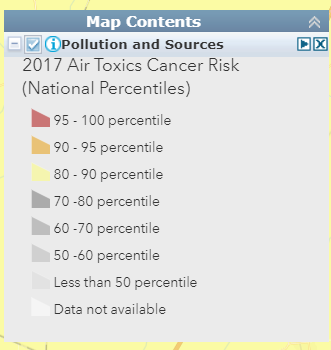 Map Contents
Pollution and Sources
2017 Air Toxics Cancer Risk
(National Percentiles)
95 - 100 percentile
90 - 95 percentile
80 - 90 percentile
70 -80 percentile
60 -70 percentile
50 -60 percentile
Less than 50 percentile
Data not available